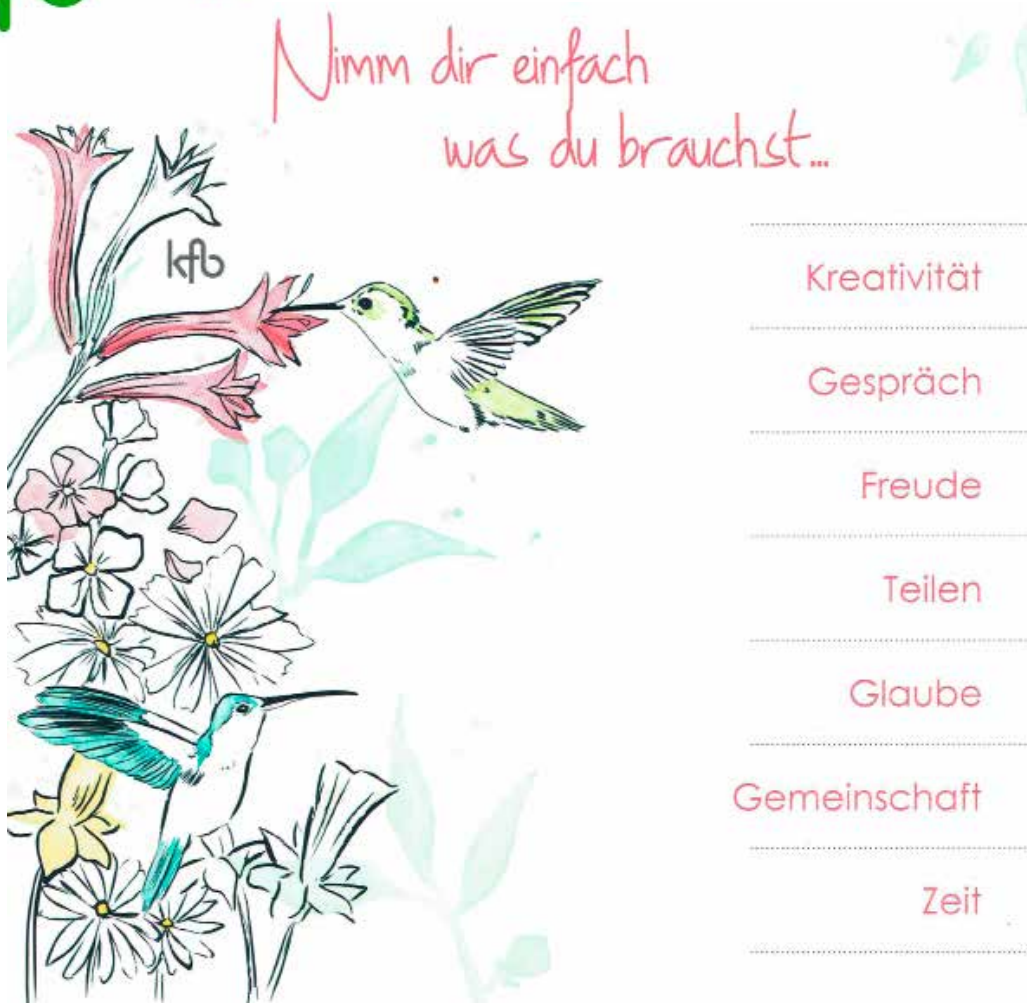 Nimm dir einfach
was du brauchst...
kfb
Kreativität
Gespräch
Freude
Teilen
Glaube
Gemeinschaft
Zeit